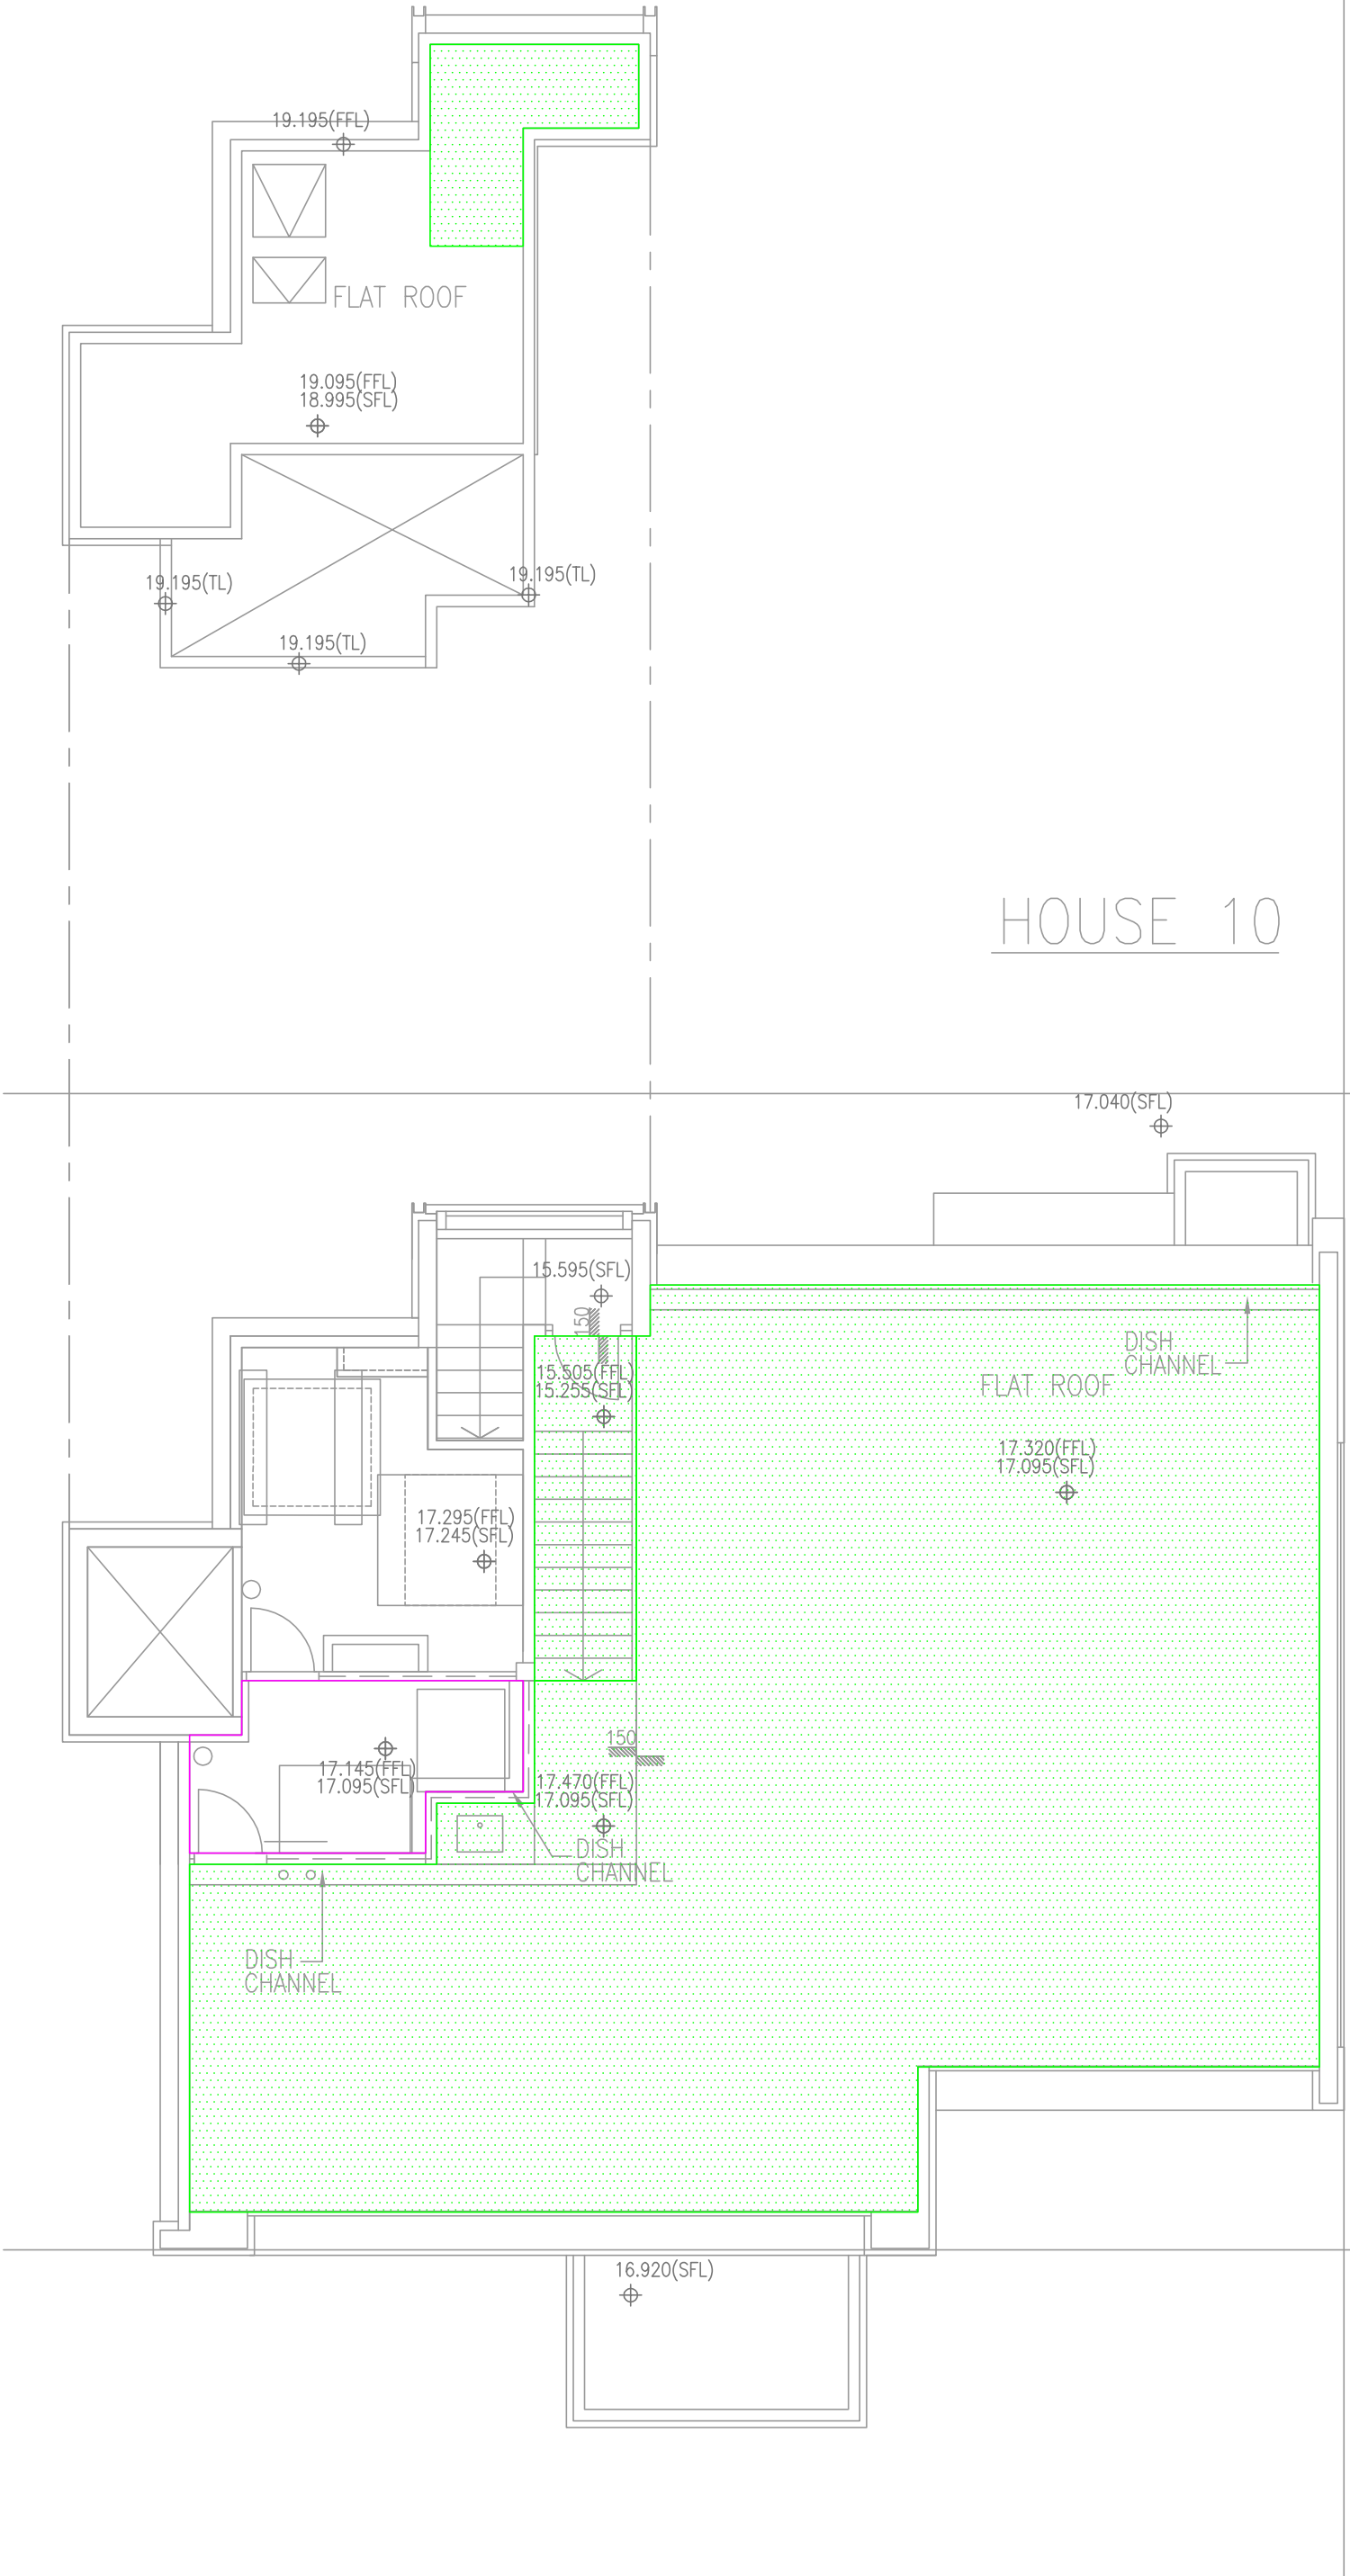 19.195(FFL)
FLAT ROOF
19.095(FFL)
18.995(SFL)
19.195(TL)
19.195(TL)
19.195(TL)
HOUSE 10
17.040(SFL)
15.595(SFL)
150
15.505(FFL)
15.255(SFL)
DISH
CHANNEL
FLAT ROOF
17.320(FFL)
17.095(SFL)
17.295(FFL)
17.245(SFL)
150
17.145(FFL)
17.095(SFL)
17.470(FFL)
17.095(SFL)
DISH
CHANNEL
DISH
CHANNEL
16.920(SFL)